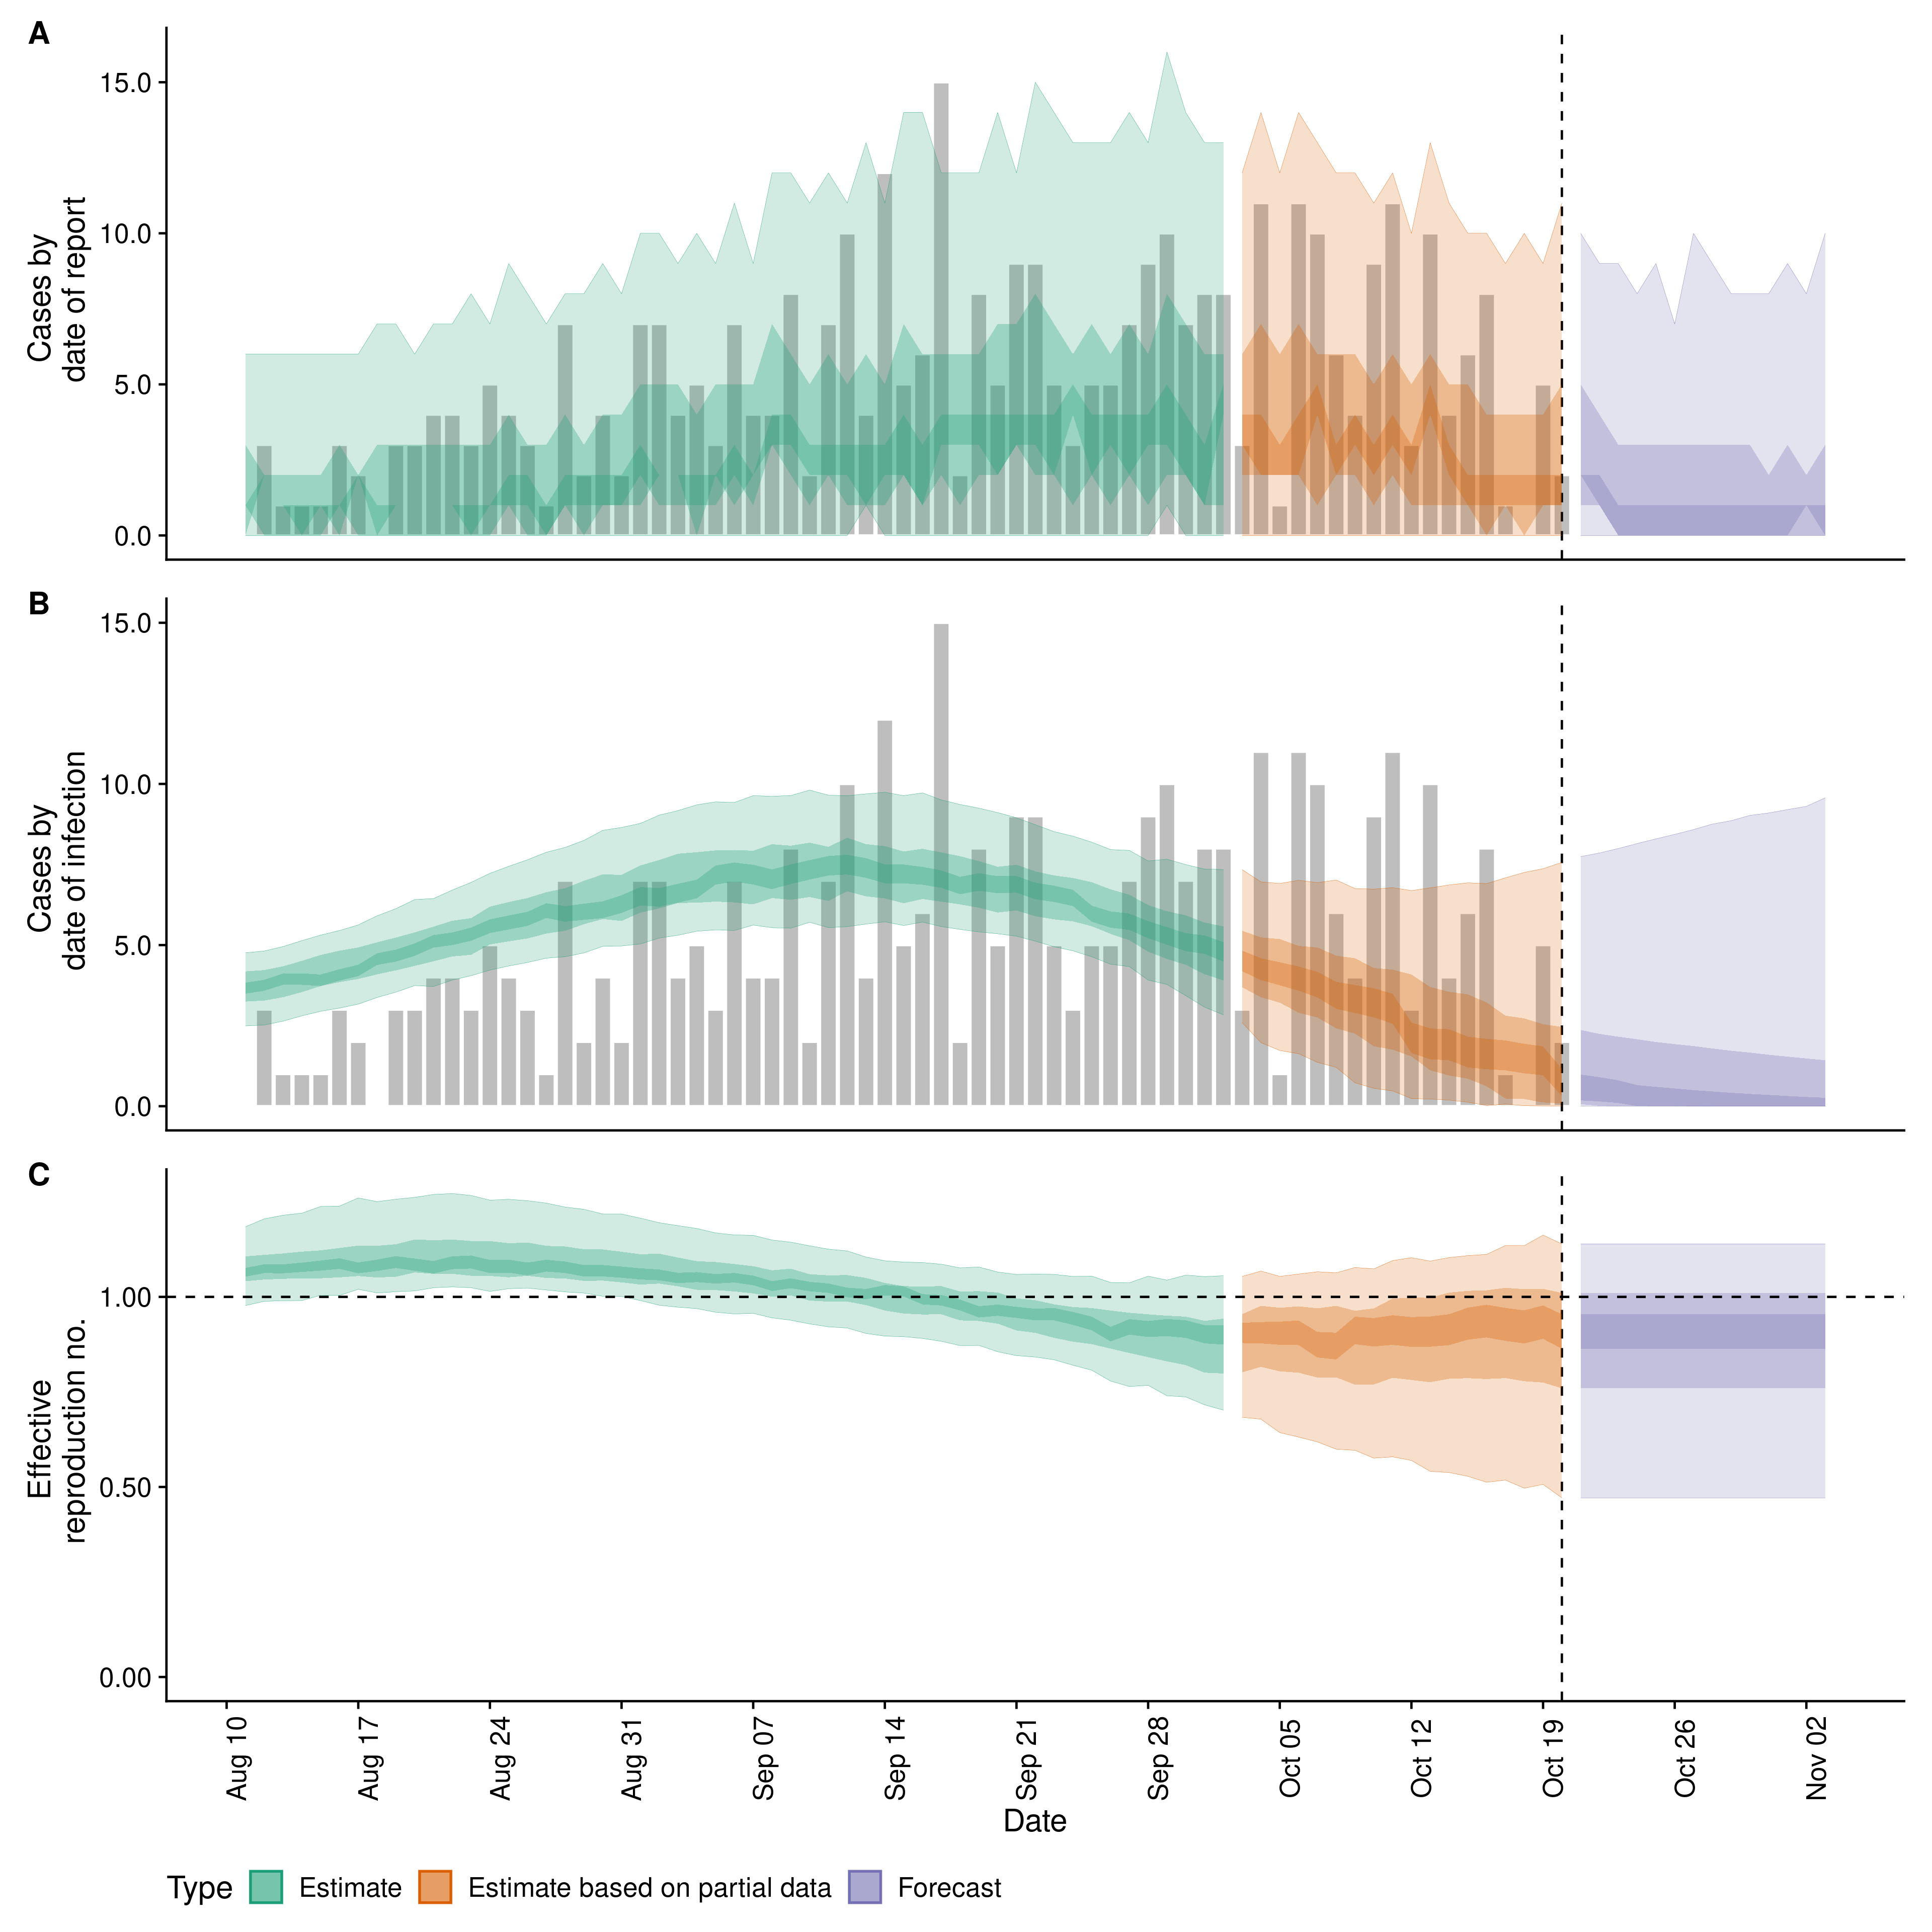 A
Cases by
date of report
15.0
10.0
5.0
0.0
B
Cases by
date of infection
15.0
10.0
5.0
0.0
C
Effective
reproduction no.
1.00
0.50
0.00
Aug 10
Aug 17
Aug 24
Aug 31
Sep 07
Sep 14
Sep 21
Sep 28
Oct 05
Oct 12
Oct 19
Oct 26
Nov 02
Date
Type Estimate Estimate based on partial data Forecast